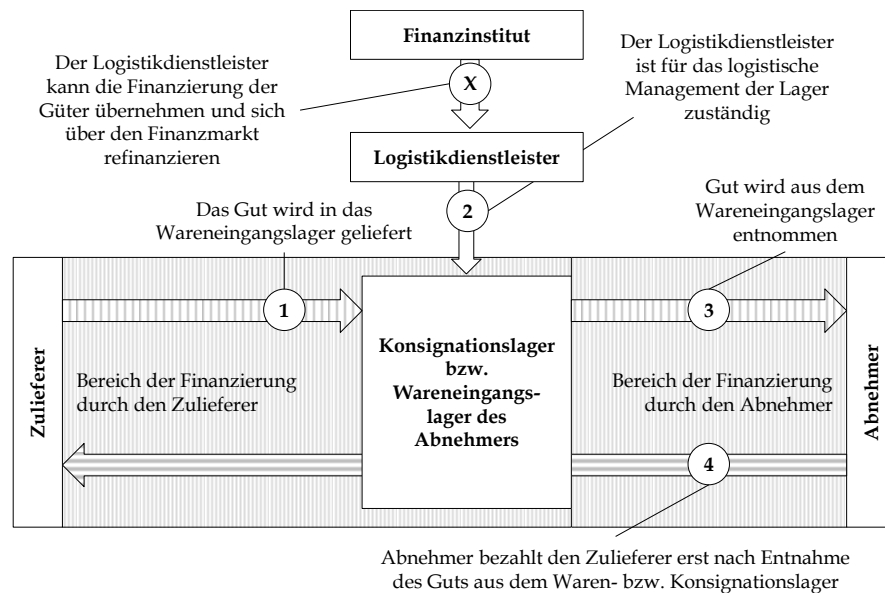 Finanzinstitut
Der Logistikdienstleister
kann die Finanzierung der
Güter übernehmen und sich
über den Finanzmarkt
refinanzieren
X
Der Logistikdienstleister
ist für das logistische
Management der Lager
zuständig
Logistikdienstleister
2
Das Gut wird in das
Wareneingangslager geliefert
Gut wird aus dem
Wareneingangslager
entnommen
Zulieferer
1
3
Konsignationslager
bzw.
Wareneingangs-
lager des
Abnehmers
Bereich der Finanzierung
durch den Zulieferer
Bereich der Finanzierung
durch den Abnehmer
Abnehmer
4
Abnehmer bezahlt den Zulieferer erst nach Entnahme
des Guts aus dem Waren- bzw. Konsignationslager